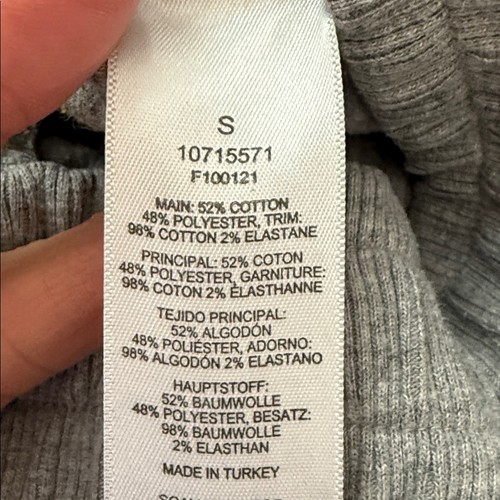 S
10715571
F100121
MAIN: 52% COTTON
48% POLYESTER, TRIM:
98% COTTON 2% ELASTANE
PRINCIPAL: 52% COTON
48% POLYESTER, GARNITURE:
98% COTON 2% ÉLASTHANNE
TEJIDO PRINCIPAL:
52% ALGODÓN
48% POLIÉSTER, ADORNO:
98% ALGODÓN 2% ELASTANO
HAUPTSTOFF:
52% BAUMWOLLE
48% POLYESTER, BESATZ:
98% BAUMWOLLE
2% ELASTHAN
MADE IN TURKEY